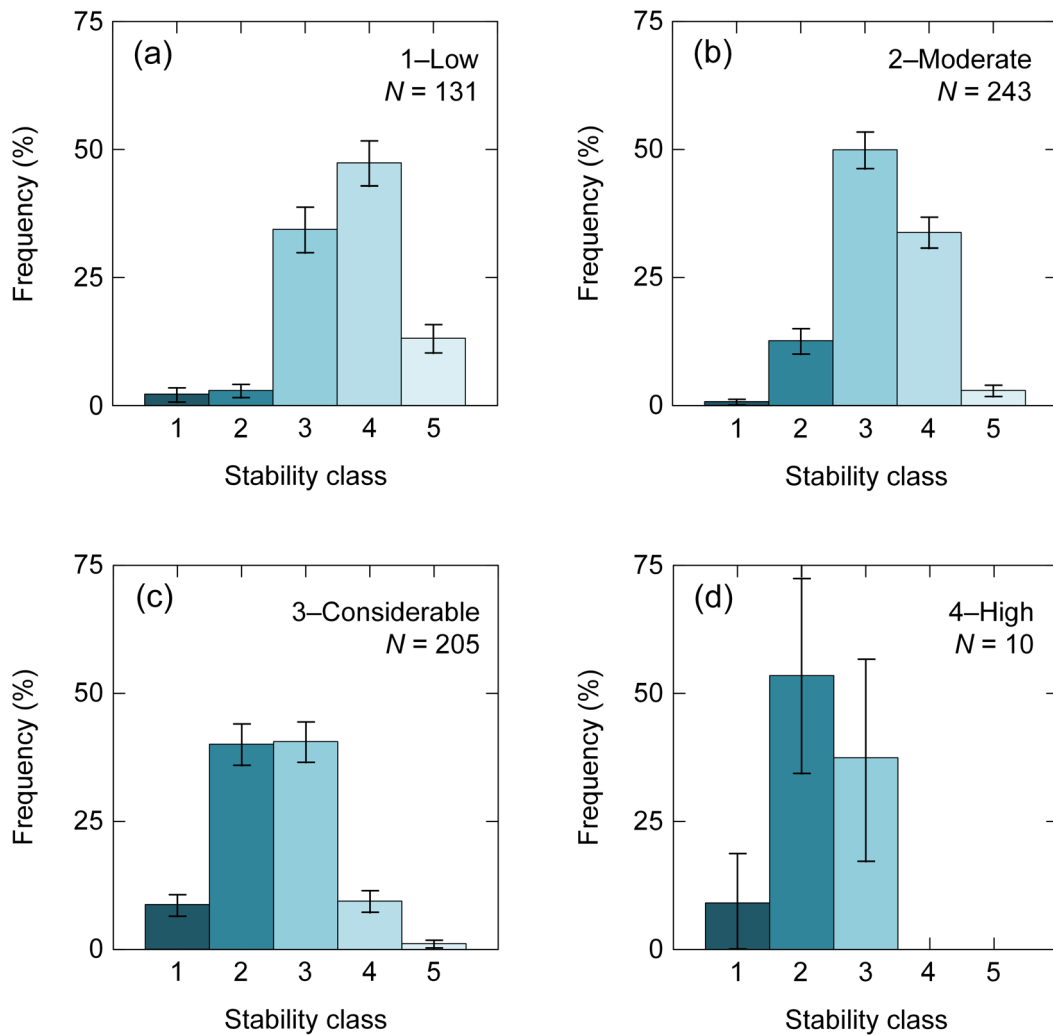 75
(a)
1–Low
N = 131
50
25
0
Frequency (%)
1 2 3 4 5
Stability class
75
(b)
2–Moderate
N = 243
50
25
0
Frequency (%)
1 2 3 4 5
Stability class
75
(c)
3–Considerable
N = 205
50
25
0
Frequency (%)
1 2 3 4 5
Stability class
75
(d)
4–High
N = 10
50
25
0
Frequency (%)
1 2 3 4 5
Stability class